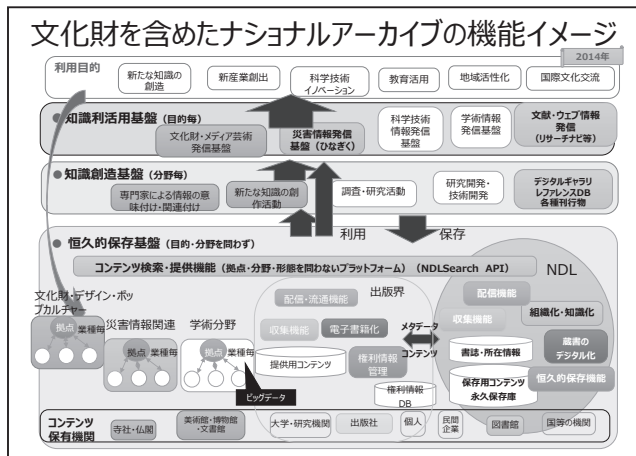 文化財を含めたナショナルアーカイブの機能イメージ
2014年
利用目的
新たな知識の
創造
新産業創出
科学技術
イノベーション
教育活用
地域活性化
国際文化交流
● 知識利活用基盤(目的毎)
文化財・メディア芸術
発信基盤
災害情報発信
基盤(ひなぎく)
科学技術
情報発信
基盤
学術情報
発信基盤
文献・ウェブ情報
発信
(リサーチナビ等)
● 知識創造基盤(分野毎)
専門家による情報の意
味付け・関連付け
新たな知識の創
作活動
調査・研究活動
研究開発・
技術開発
デジタルギャラリ
レファレンスDB
各種刊行物
利用
保存
● 恒久的保存基盤(目的・分野を問わず)
コンテンツ検索・提供機能(拠点・分野・形態を問わないプラットフォーム)(NDLSearch API)
NDL
文化財・デザイン・ポッ
プカルチャー
拠点
業種毎
災害情報関連
拠点
業種毎
学術分野
拠点
業種毎
ビッグデータ
出版界
配信・流通機能
収集機能
電子書籍化
提供用コンテンツ
権利情報
管理
権利情報
DB
メタデータ
コンテンツ
配信機能
収集機能
組織化・知識化
書誌・所在情報
蔵書の
デジタル化
保存用コンテンツ
永久保存庫
恒久的保存機能
コンテンツ
保有機関
寺社・仏閣
美術館・博物館
・文書館
大学・研究機関
出版社
個人
民間
企業
図書館
国等の機関